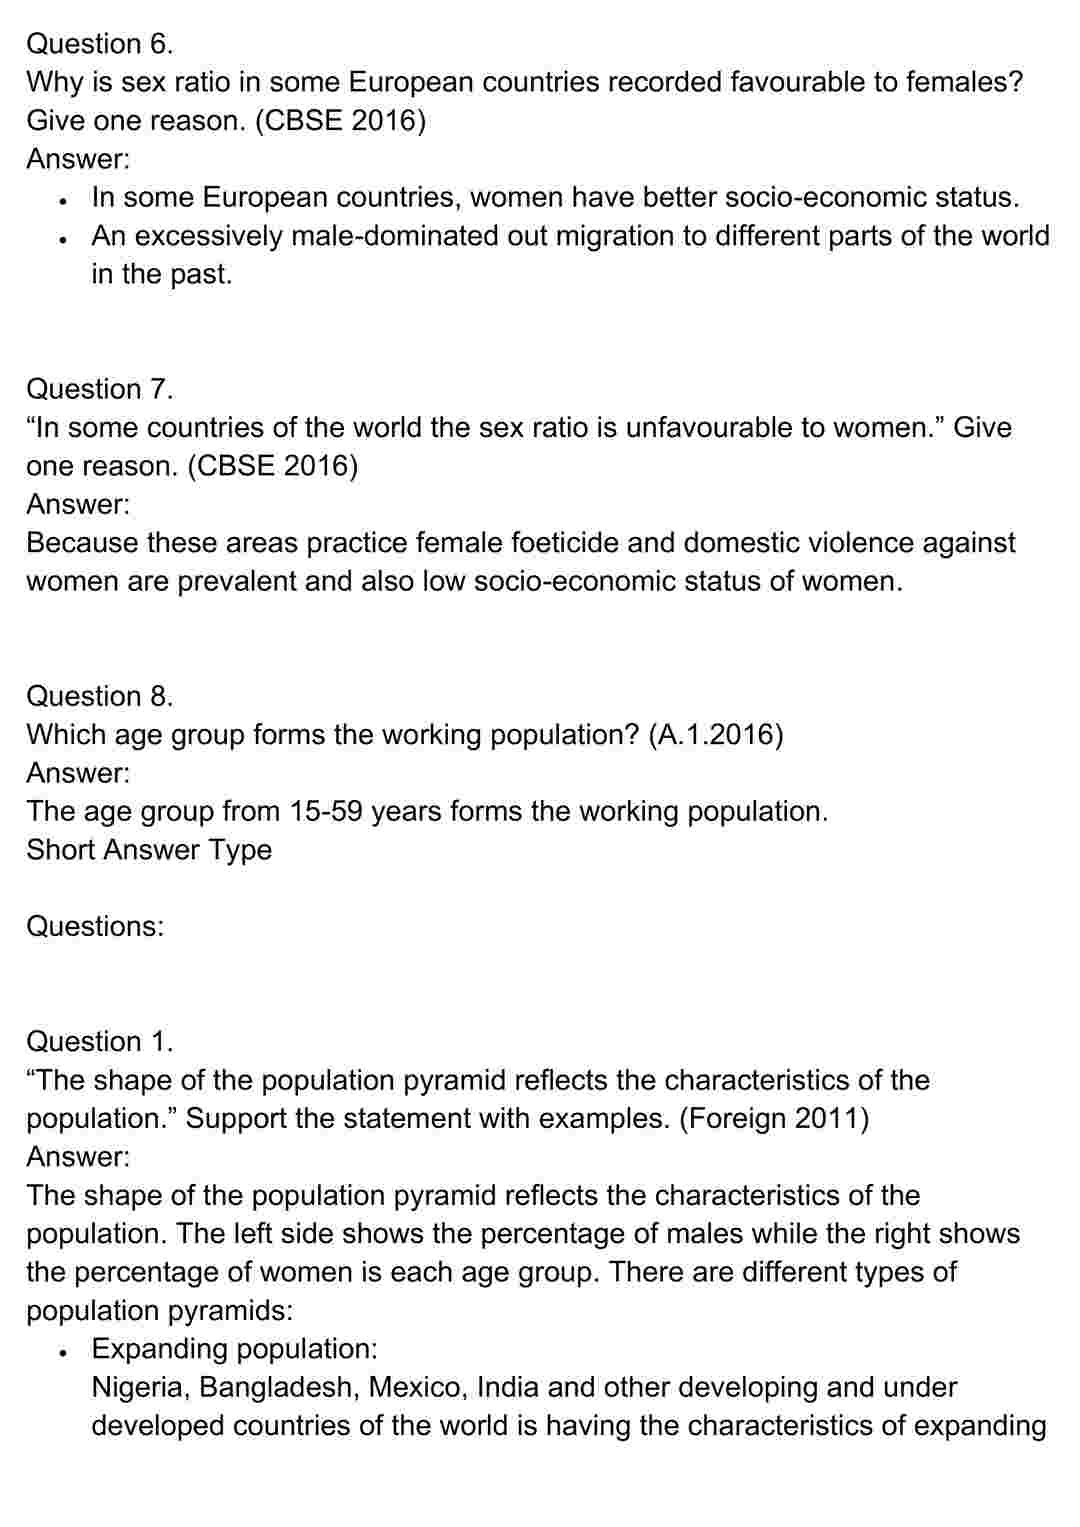 Question 6.
Why is sex ratio in some European countries recorded favourable to females?
Give one reason. (CBSE 2016)
Answer:
• In some European countries, women have better socio-economic status.
• An excessively male-dominated out migration to different parts of the world
in the past.
Question 7.
“In some countries of the world the sex ratio is unfavourable to women.” Give
one reason. (CBSE 2016)
Answer:
Because these areas practice female foeticide and domestic violence against
women are prevalent and also low socio-economic status of women.
Question 8.
Which age group forms the working population? (A.1.2016)
Answer:
The age group from 15-59 years forms the working population.
Short Answer Type
Questions:
Question 1.
“The shape of the population pyramid reflects the characteristics of the
population.” Support the statement with examples. (Foreign 2011)
Answer:
The shape of the population pyramid reflects the characteristics of the
population. The left side shows the percentage of males while the right shows
the percentage of women is each age group. There are different types of
population pyramids:
• Expanding population:
Nigeria, Bangladesh, Mexico, India and other developing and under
developed countries of the world is having the characteristics of expanding